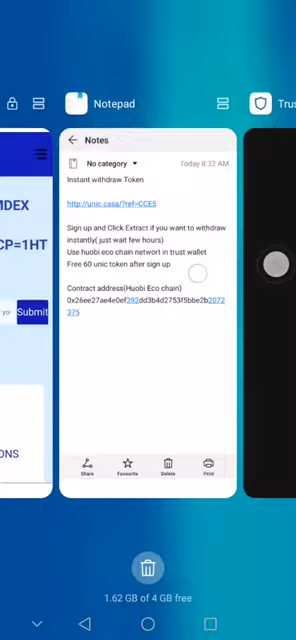 Notepad
Trus
Notes
No category
Today 8:32 AM
Instant withdraw Token
http://unic.casa/?ref=CCE5
Sign up and Click Extract if you want to withdraw
instantly( just wait few hours)
Use huobi eco chain networt in trust wallet
Free 60 unic token after sign up
Contract address(Huobi Eco chain)
0x26ee27ae4e0ef392dd3b4d2753f5bbe2b2072
375
Share
Favourite
Delete
Print
MDEX
CP=1HT
Submit
ONS
1.62 GB of 4 GB free